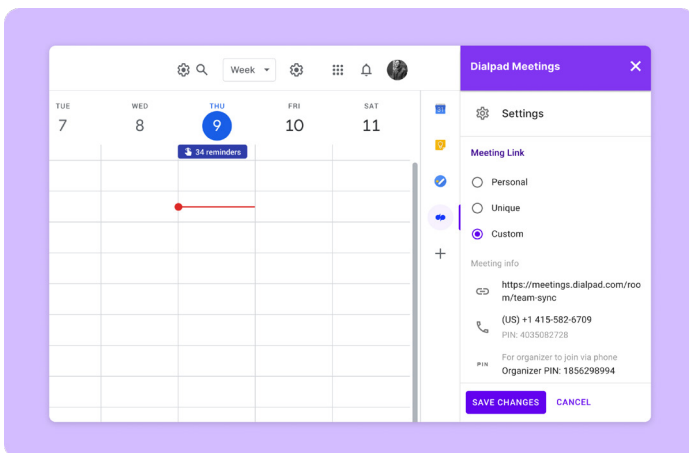 Week
Dialpad Meetings
TUE WED THU FRI SAT
7 8 9 10 11
34 reminders
Settings
Meeting Link
Personal
Unique
Custom
Meeting info
https://meetings.dialpad.com/roo
m/team-sync
(US) +1 415-582-6709
PIN: 4035082728
For organizer to join via phone
PIN
Organizer PIN: 1856298994
SAVE CHANGES CANCEL